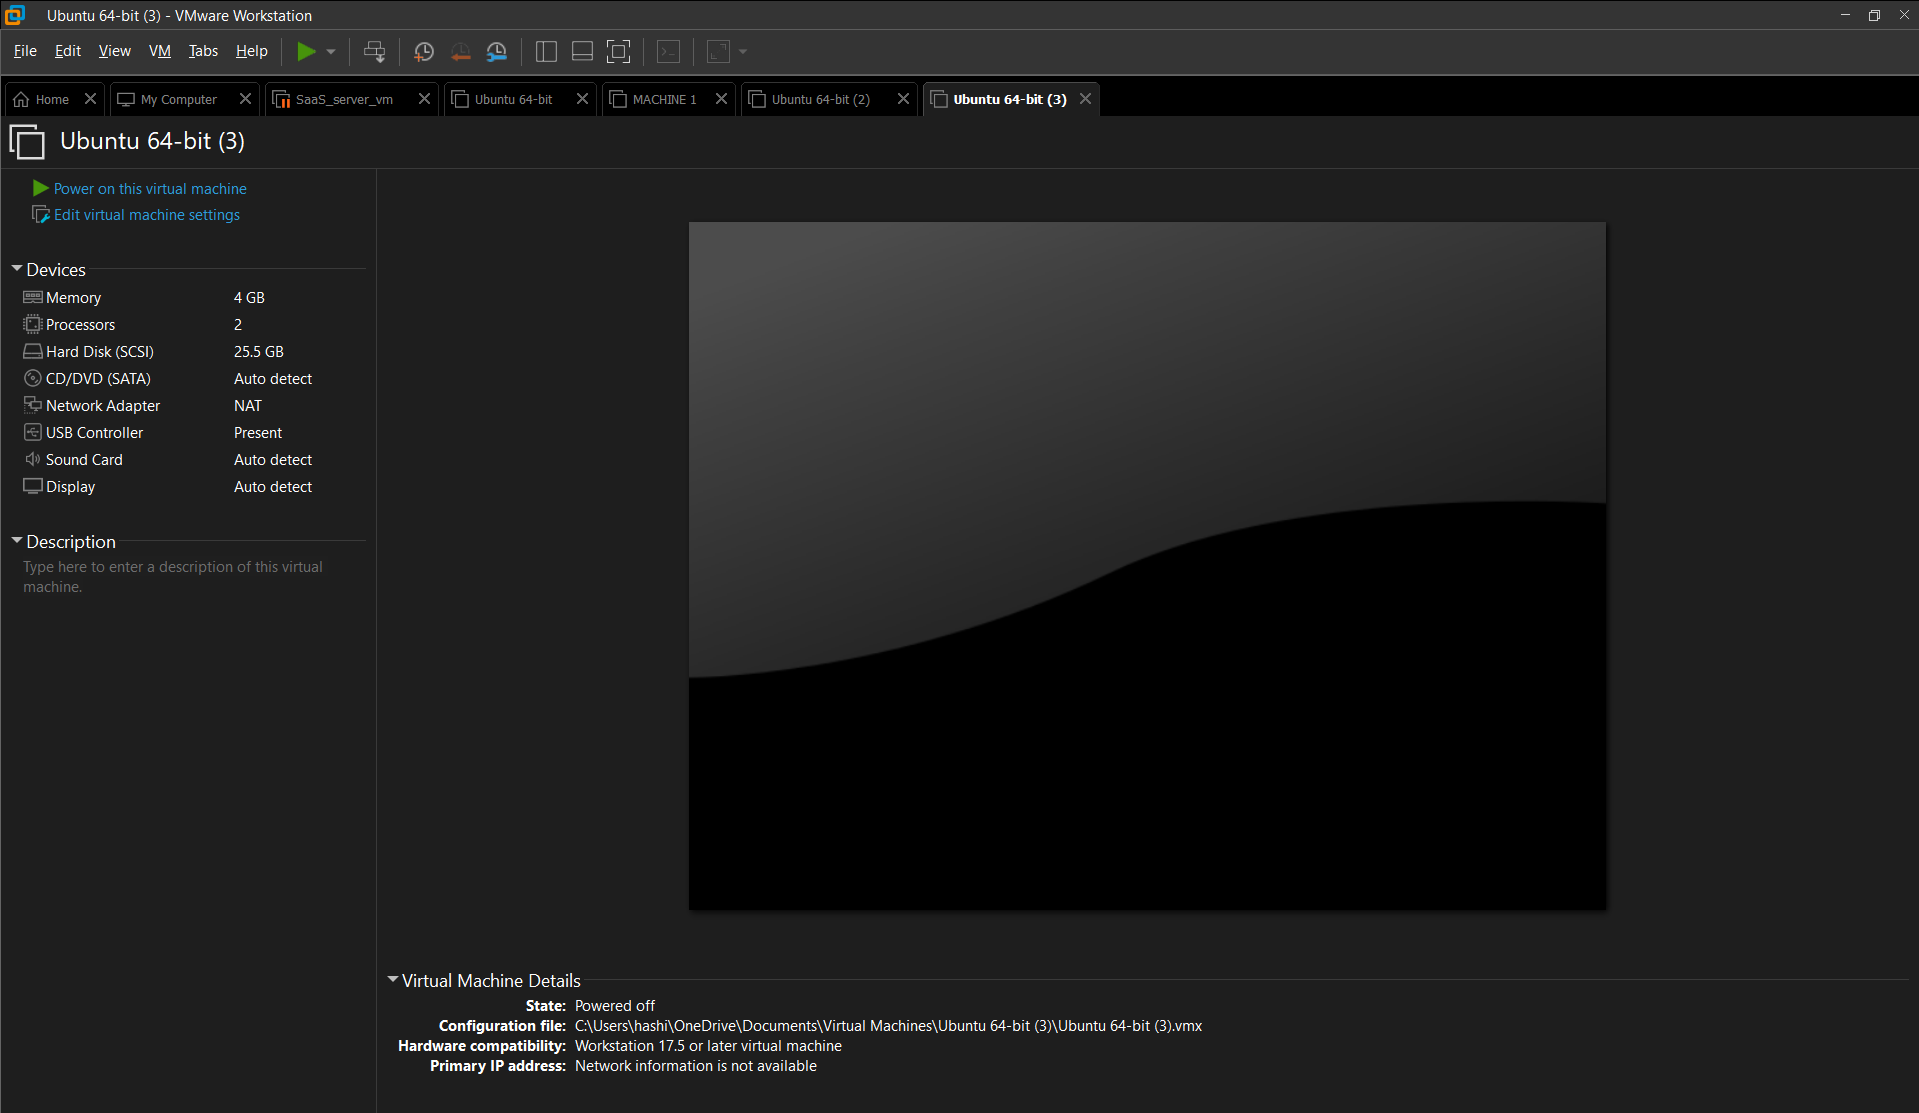 Ubuntu 64-bit (3) - VMware Workstation
File Edit View VM Tabs Help
Home My Computer SaaS_server_vm Ubuntu 64-bit MACHINE 1 Ubuntu 64-bit (2) Ubuntu 64-bit (3)
Ubuntu 64-bit (3)
Power on this virtual machine
Edit virtual machine settings
Devices
Memory 4 GB
Processors 2
Hard Disk (SCSI) 25.5 GB
CD/DVD (SATA) Auto detect
Network Adapter NAT
USB Controller Present
Sound Card Auto detect
Display Auto detect
Description
Type here to enter a description of this virtual
machine.
Virtual Machine Details
State: Powered off
Configuration file: C:\Users\hashi\OneDrive\Documents\Virtual Machines\Ubuntu 64-bit (3)\Ubuntu 64-bit (3).vmx
Hardware compatibility: Workstation 17.5 or later virtual machine
Primary IP address: Network information is not available